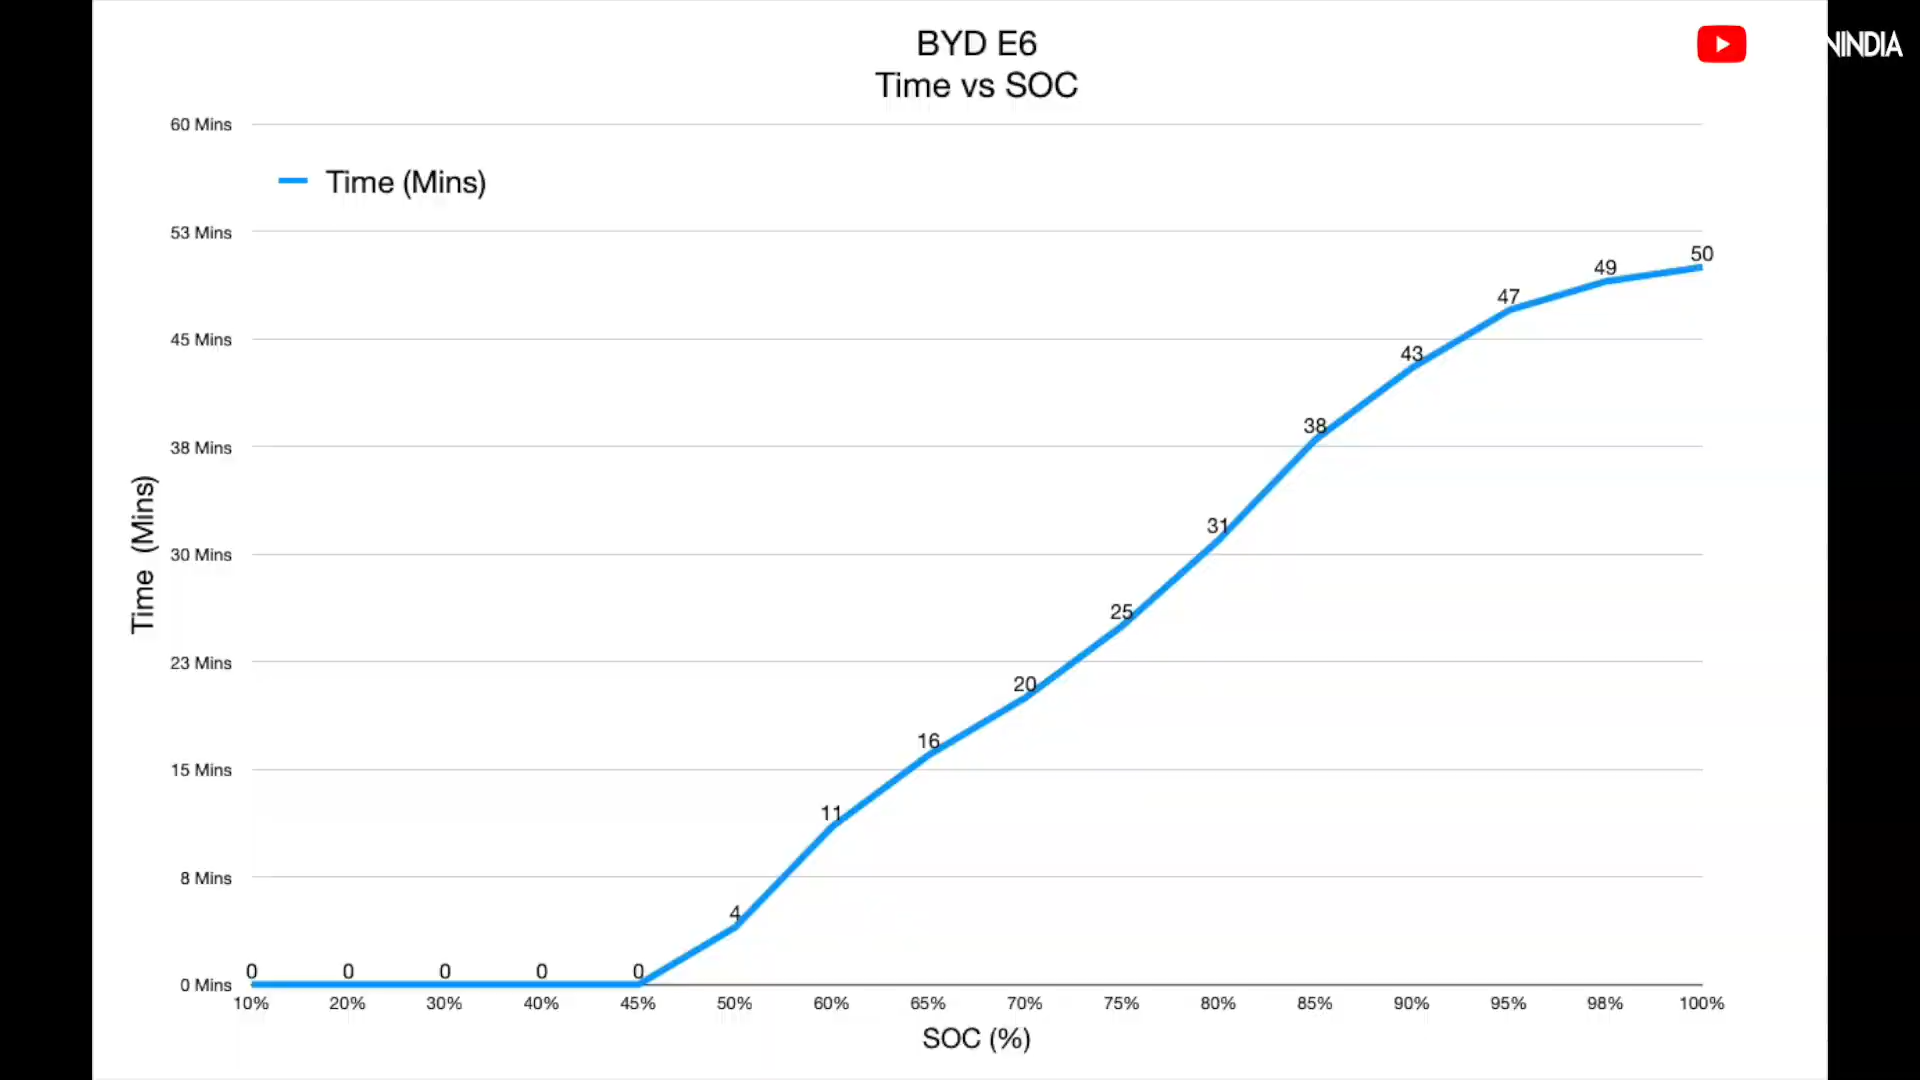 BYD E6
Time vs SOC
NINDIA
60 Mins
Time (Mins)
53 Mins
45 Mins
38 Mins
30 Mins
23 Mins
15 Mins
8 Mins
0 Mins
Time (Mins)
0 0 0 0 0 4 11 16 20 25 31 38 43 47 49 50
10% 20% 30% 40% 45% 50% 60% 65% 70% 75% 80% 85% 90% 95% 98% 100%
SOC (%)